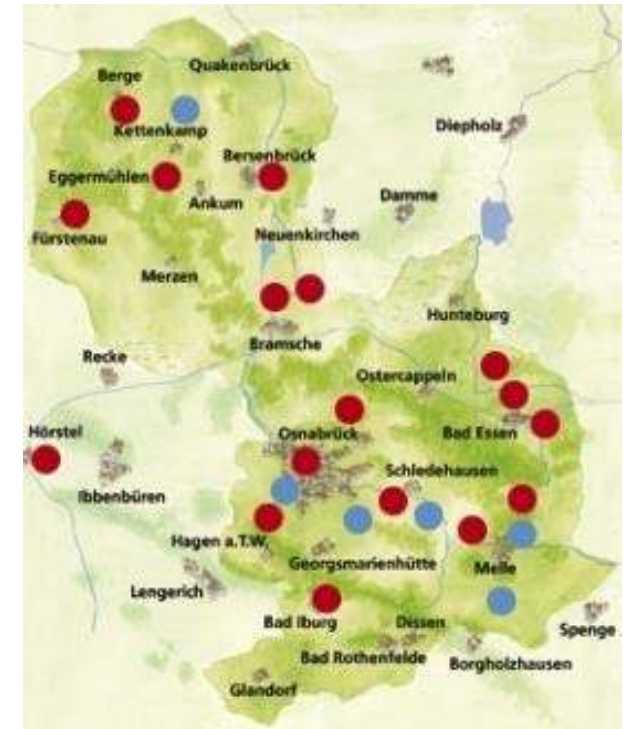 Quakenbrück
Berge
Kettenkamp
Diepholz
Bersenbrück
Eggermühlen
Ankum
Damme
Fürstenau
Neuenkirchen
Merzen
Hunteburg
Bramsche
Recke
Ostercappeln
Hörstel
Osnabrück
Bad Essen
Schledehausen
Ibbenbüren
Hagen a.T.W.
Georgsmarienhütte
Melle
Lengerich
Bad Iburg
Dissen
Spenge
Bad Rothenfelde
Borgholzhausen
Glandorf